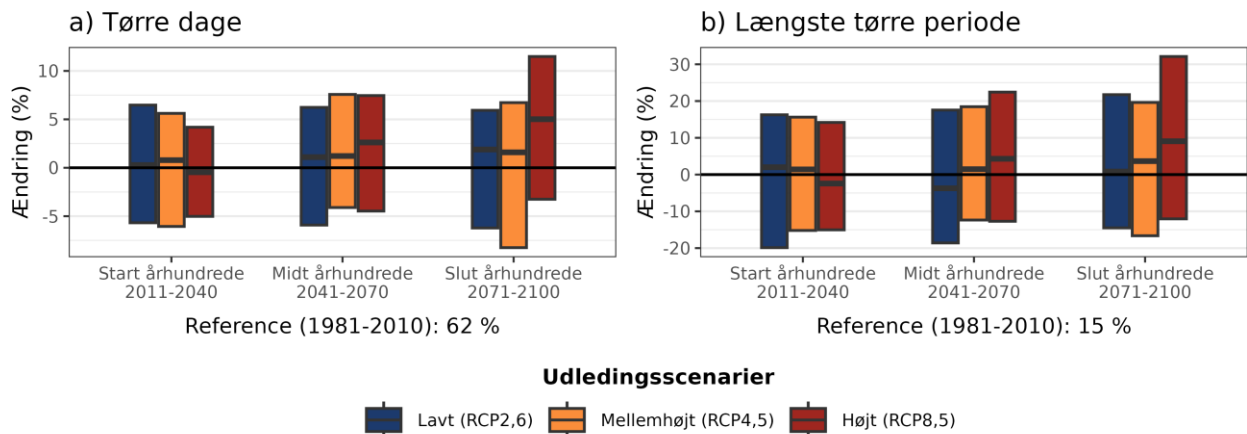 a) Tørre dage
Ændring (%)
10
5
0
-5
Start århundrede
2011-2040
Midt århundrede
2041-2070
Slut århundrede
2071-2100
Reference (1981-2010): 62 %
b) Længste tørre periode
Ændring (%)
30
20
10
0
-10
-20
Start århundrede
2011-2040
Midt århundrede
2041-2070
Slut århundrede
2071-2100
Reference (1981-2010): 15 %
Udledingsscenarier
Lavt (RCP2,6)
Mellemhøjt (RCP4,5)
Højt (RCP8,5)